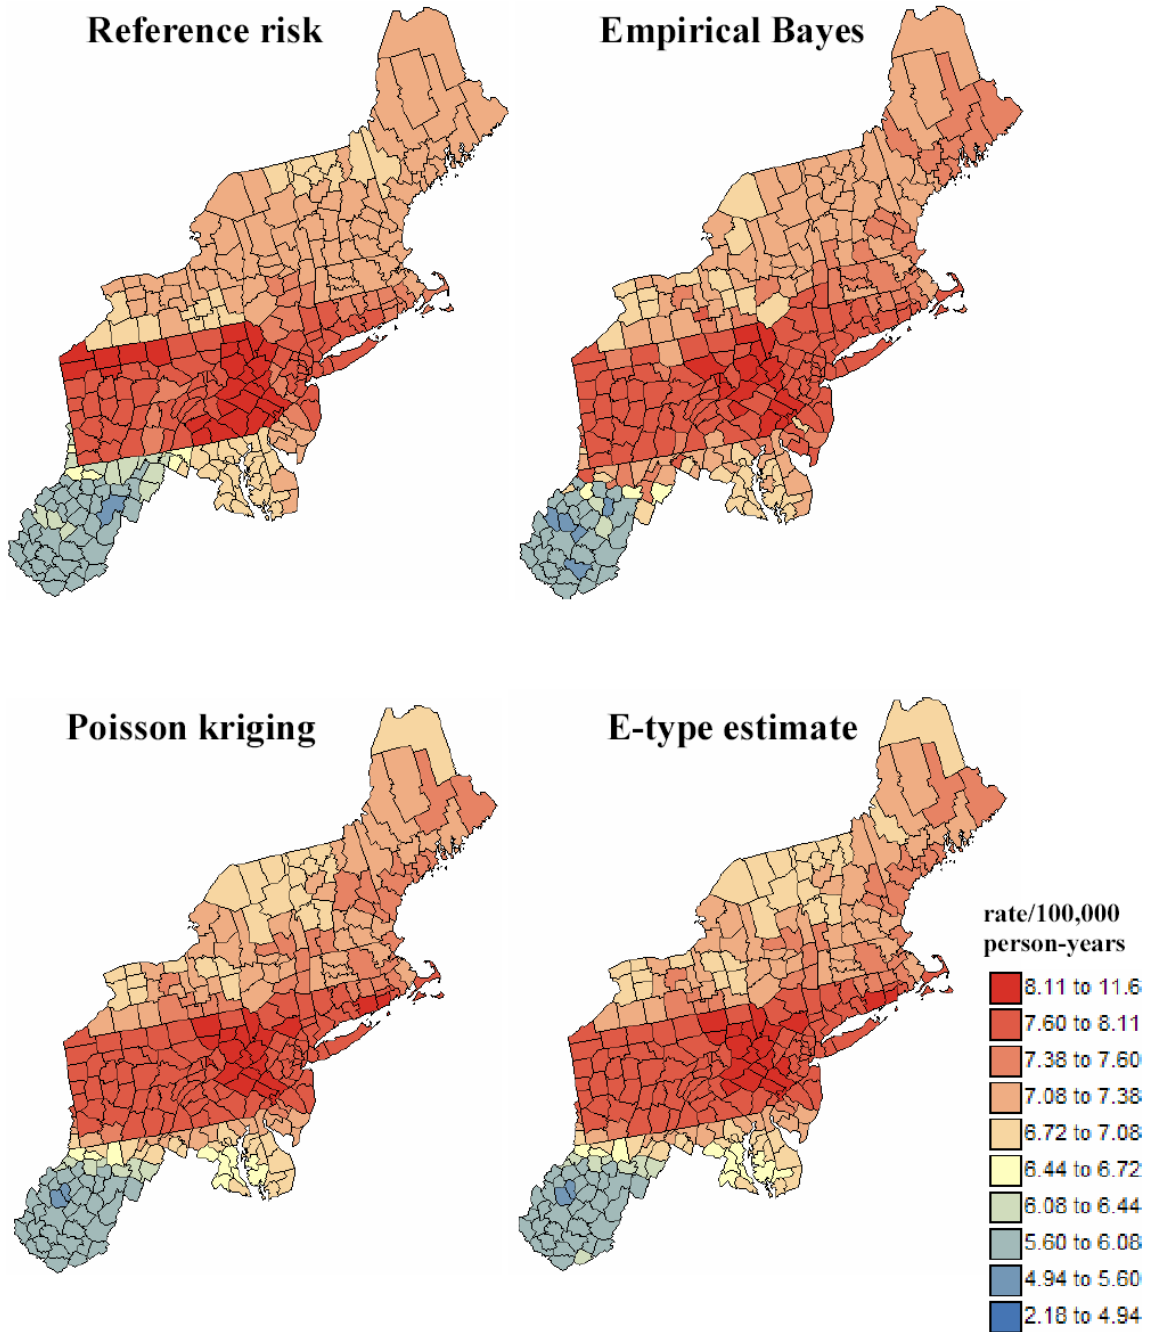 Reference risk
Empirical Bayes
Poisson kriging
E-type estimate
rate/100,000
person-years
8.11 to 11.6
7.60 to 8.11
7.38 to 7.60
7.08 to 7.38
6.72 to 7.08
6.44 to 6.72
6.08 to 6.44
5.60 to 6.08
4.94 to 5.60
2.18 to 4.94